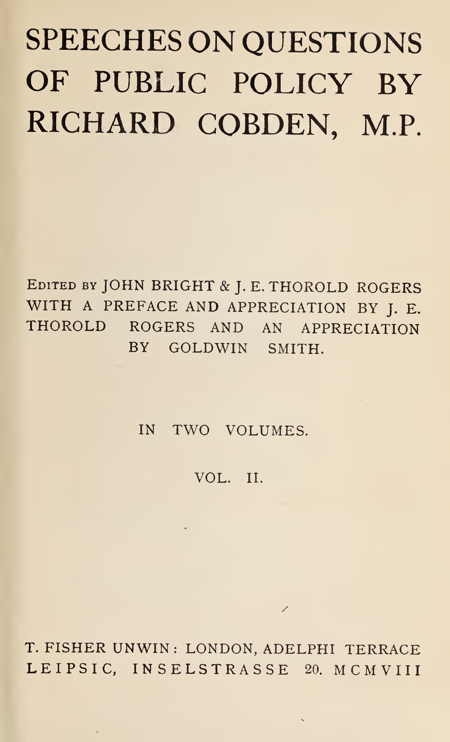 SPEECHES ON QUESTIONS
OF PUBLIC POLICY BY
RICHARD COBDEN, M.P.
EDITED BY JOHN BRIGHT & J. E. THOROLD ROGERS
WITH A PREFACE AND APPRECIATION BY J. E.
THOROLD ROGERS AND AN APPRECIATION
BY GOLDWIN SMITH.
IN TWO VOLUMES.
VOL. II.
T. FISHER UNWIN: LONDON, ADELPHI TERRACE
LEIPSIC, INSELSTRASSE 20. MCMVIII